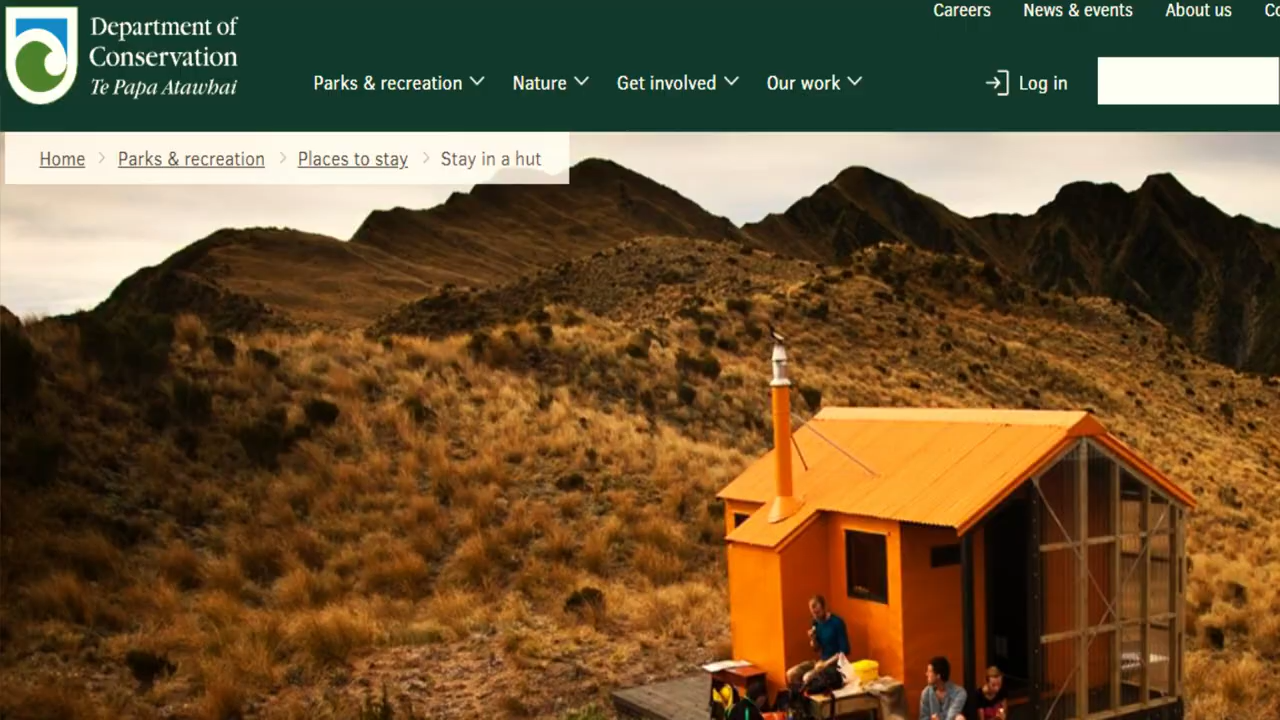 Careers News & events About us Co
Department of
Conservation
Te Papa Atawhai
Parks & recreation Nature Get involved Our work Log in
Home Parks & recreation Places to stay Stay in a hut